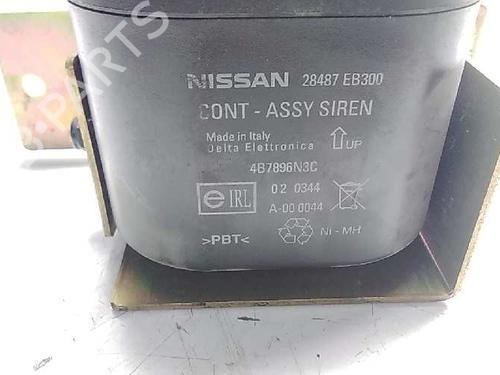 NISSAN 28487 EB300
CONT - ASSY SIREN
Made in Italy
Delta Elettronica
UP
4B7896N3C
e IRL
02 0344
A-00 0044
>PBT<
Ni - MH
PARTS